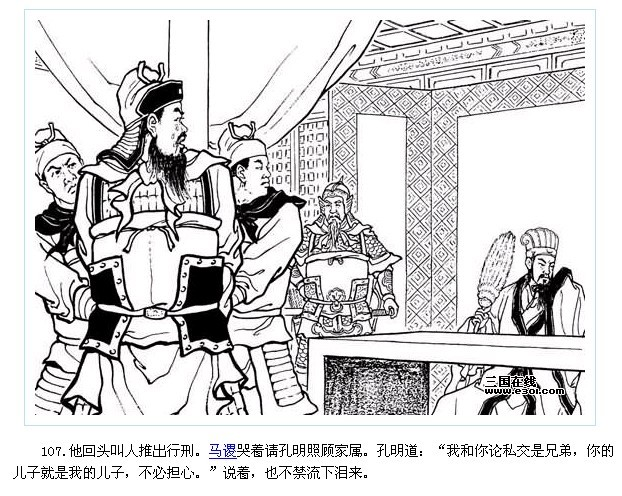 三国在线
www.e3ol.com
107.他回头叫人推出行刑。马谡哭着请孔明照顾家属。孔明道：“我和你论私交是兄弟，你的
儿子就是我的儿子，不必担心。”说着，也不禁流下泪来。